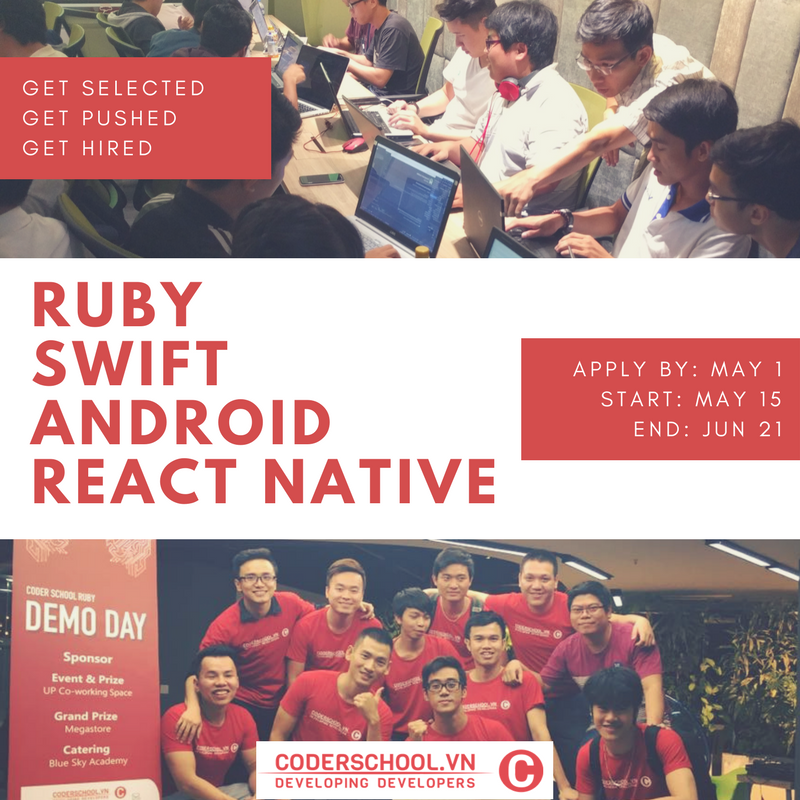 GET SELECTED
GET PUSHED
GET HIRED
RUBY
SWIFT
ANDROID
REACT NATIVE
APPLY BY: MAY 1
START: MAY 15
END: JUN 21
CODER SCHOOL RUBY
DEMO DAY
Sponsor
Event & Prize
UP Co-working Space
Grand Prize
Megastore
Catering
Blue Sky Academy
CODERSCHOOL.VN C
CODERSCHOOL.VN
DEVELOPING DEVELOPERS
C